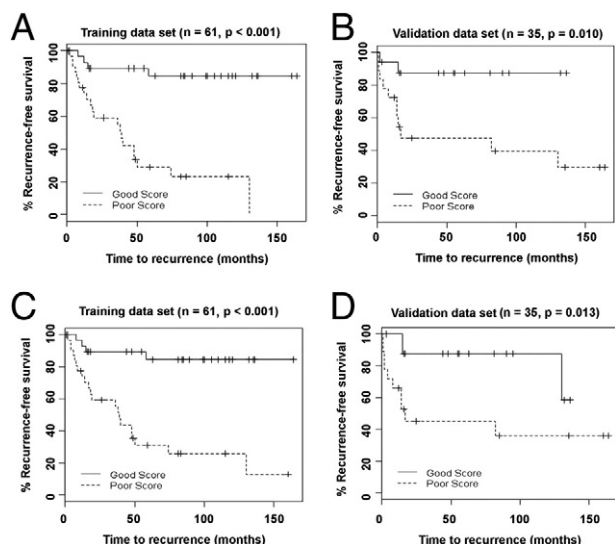 A
Training data set (n = 61, p < 0.001)
% Recurrence-free survival
100
80
60
40
20
0
Good Score
Poor Score
0 50 100 150
Time to recurrence (months)
B
Validation data set (n = 35, p = 0.010)
% Recurrence-free survival
100
80
60
40
20
0
Good Score
Poor Score
0 50 100 150
Time to recurrence (months)
C
Training data set (n = 61, p < 0.001)
% Recurrence-free survival
100
80
60
40
20
0
Good Score
Poor Score
0 50 100 150
Time to recurrence (months)
D
Validation data set (n = 35, p = 0.013)
% Recurrence-free survival
100
80
60
40
20
0
Good Score
Poor Score
0 50 100 150
Time to recurrence (months)